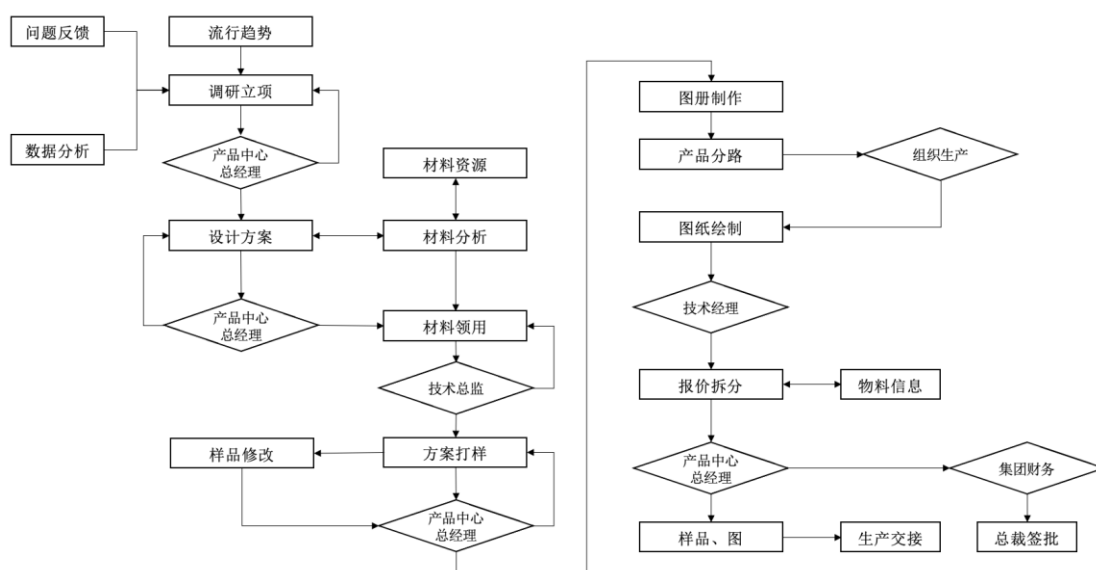 问题反馈
流行趋势
调研立项
数据分析
产品中心
总经理
材料资源
设计方案
材料分析
产品中心
总经理
材料领用
技术总监
样品修改
方案打样
产品中心
总经理
图册制作
产品分路
组织生产
图纸绘制
技术经理
报价拆分
物料信息
产品中心
总经理
集团财务
样品、图
生产交接
总裁签批